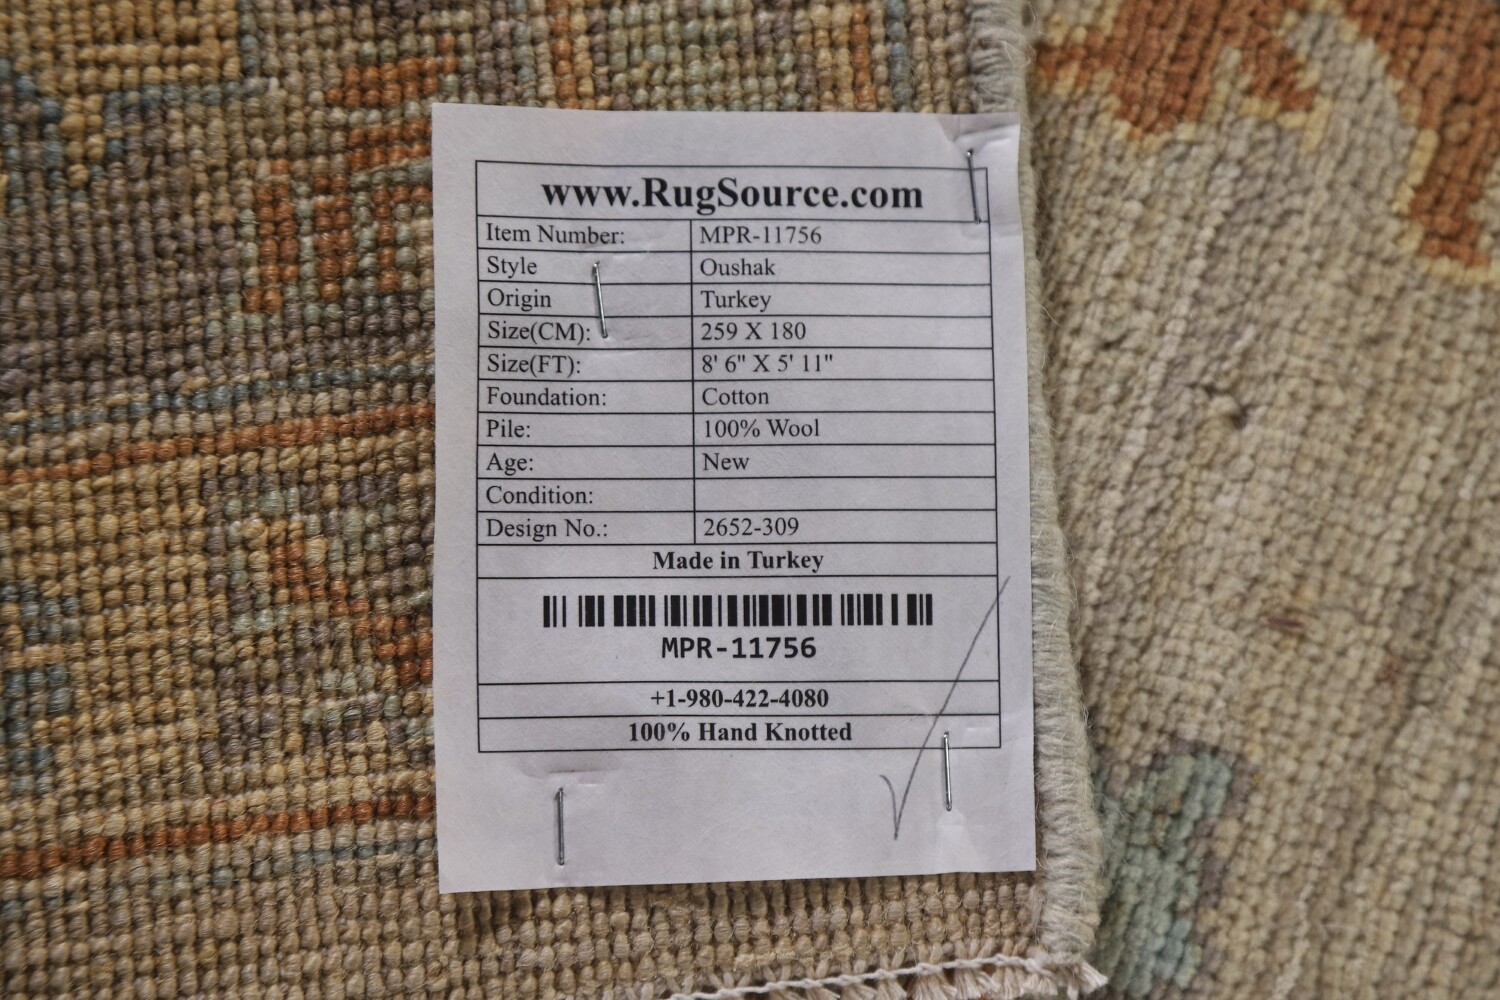 www.RugSource.com
Item Number: MPR-11756
Style Oushak
Origin Turkey
Size(CM): 259 X 180
Size(FT): 8' 6" X 5' 11"
Foundation: Cotton
Pile: 100% Wool
Age: New
Condition:
Design No.: 2652-309
Made in Turkey
MPR-11756
+1-980-422-4080
100% Hand Knotted